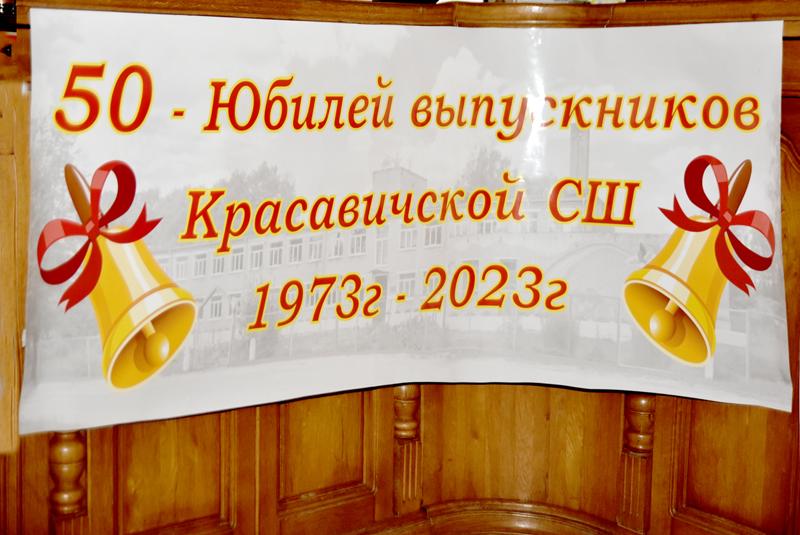 50 - Юбилей выпускников
Красавичской СШ
1973г - 2023г